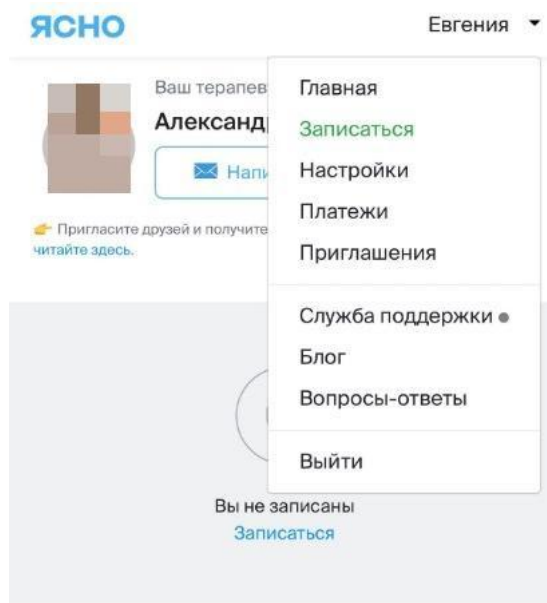 ЯСНО
Евгения
Ваш терапев
Александ
Напи
👉 Пригласите друзей и получите
читайте здесь.
Главная
Записаться
Настройки
Платежи
Приглашения
Служба поддержки
Блог
Вопросы-ответы
Выйти
Вы не записаны
Записаться